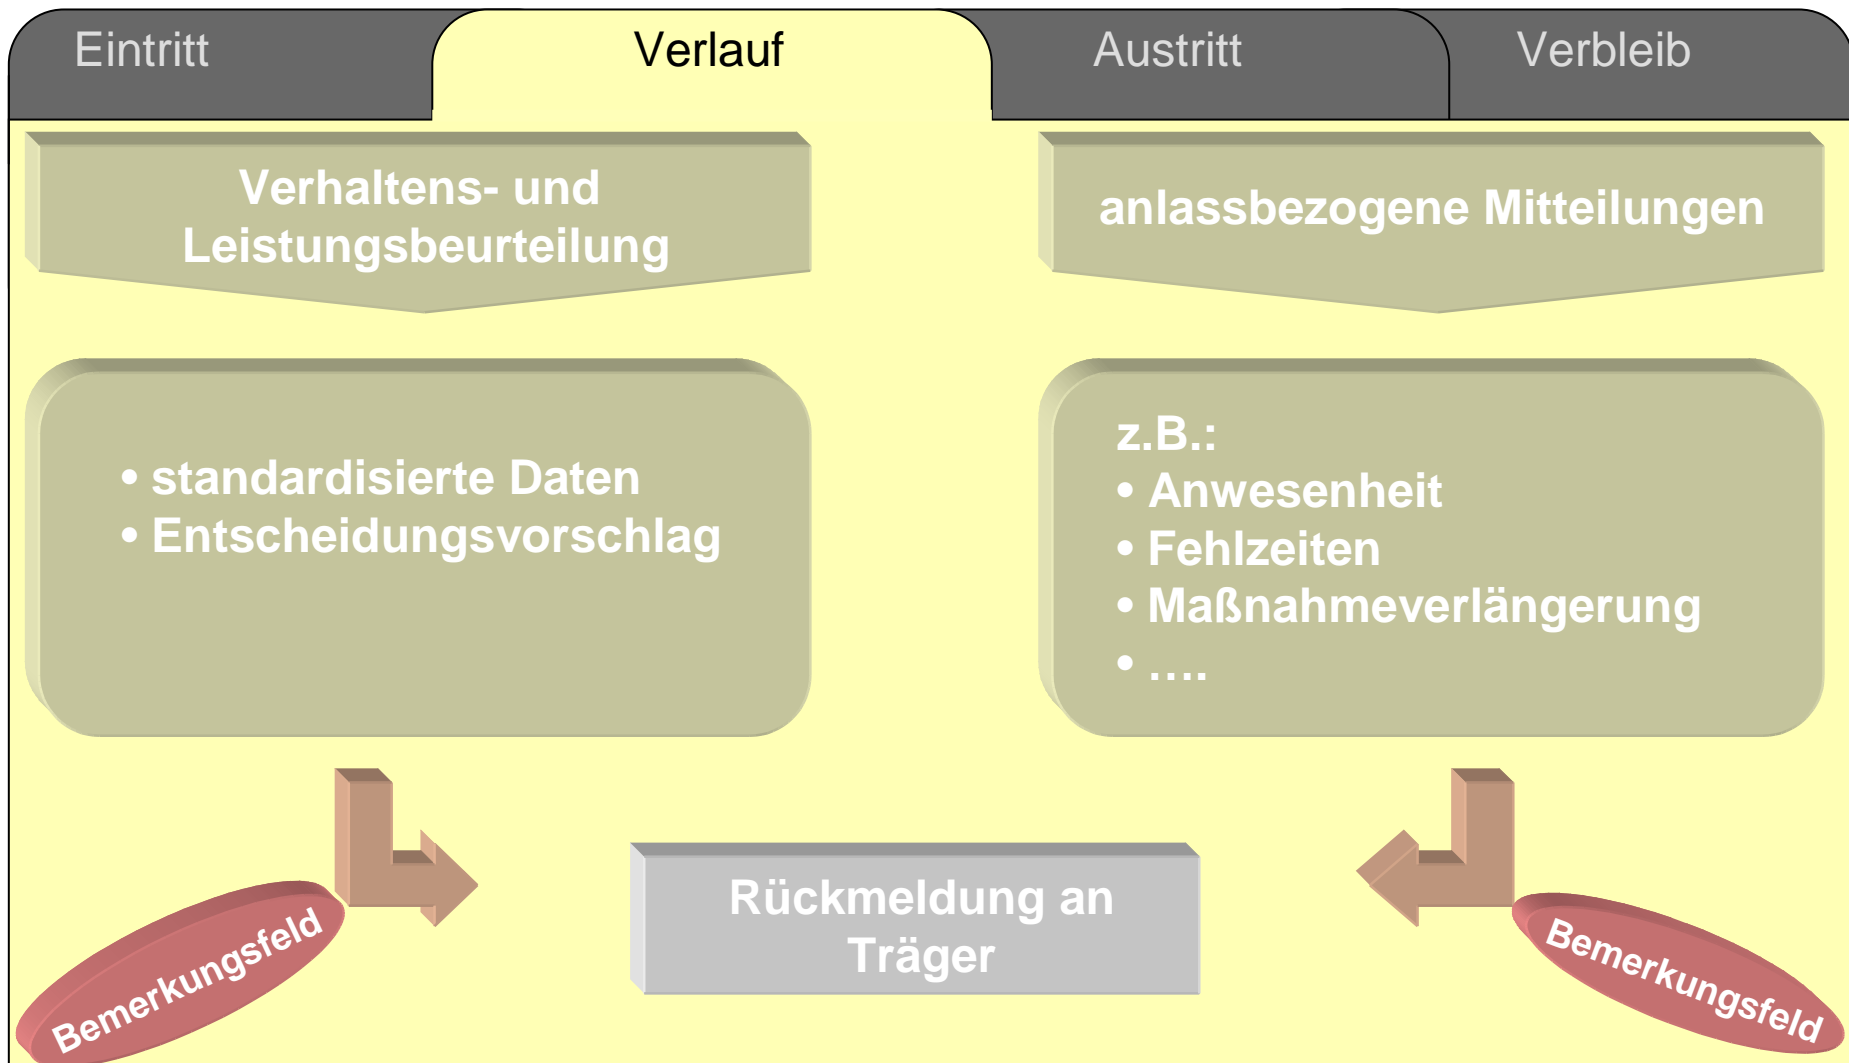 Eintritt
Verlauf
Austritt
Verbleib
Verhaltens- und
Leistungsbeurteilung
anlassbezogene Mitteilungen
• standardisierte Daten
• Entscheidungsvorschlag
z.B.:
• Anwesenheit
• Fehlzeiten
• Maßnahmeverlängerung
• ….
Rückmeldung an
Träger
Bemerkungsfeld
Bemerkungsfeld